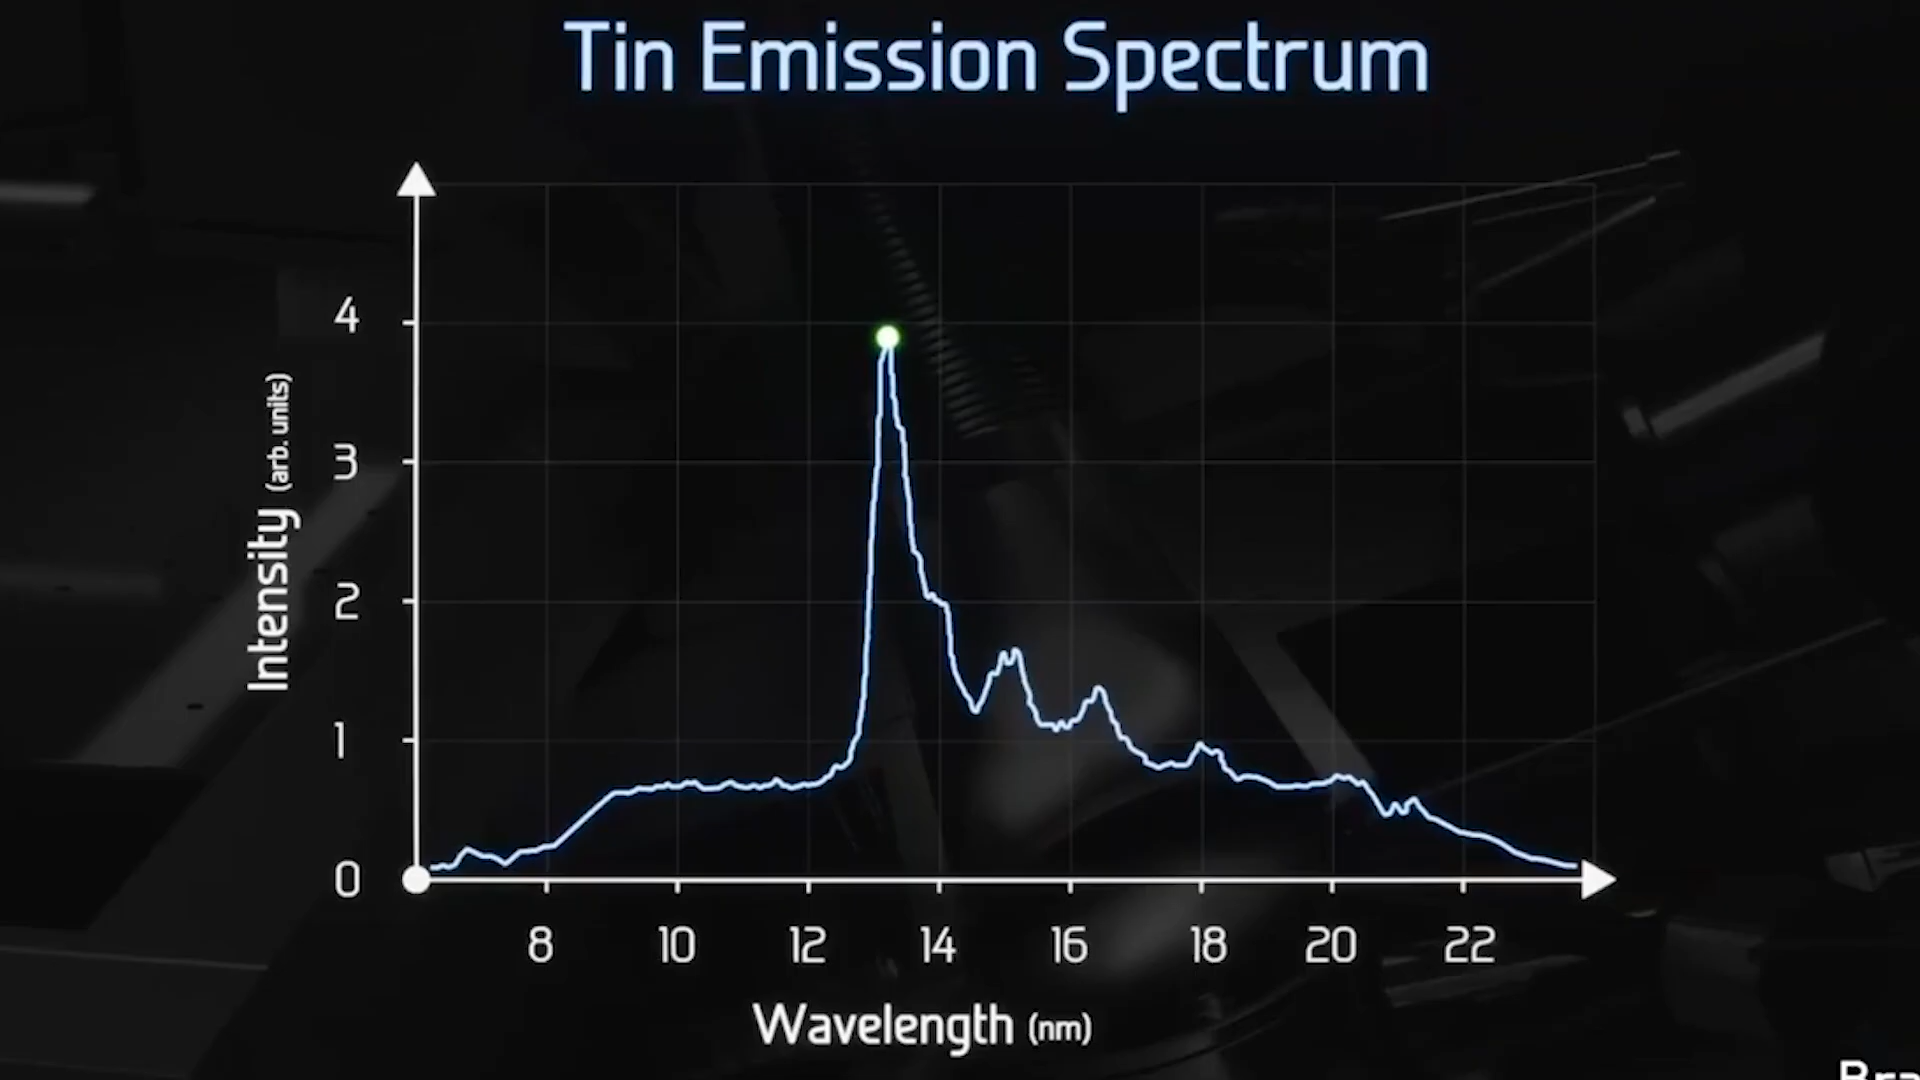 Tin Emission Spectrum
4
3
2
1
0
Intensity (arb. units)
8 10 12 14 16 18 20 22
Wavelength (nm)